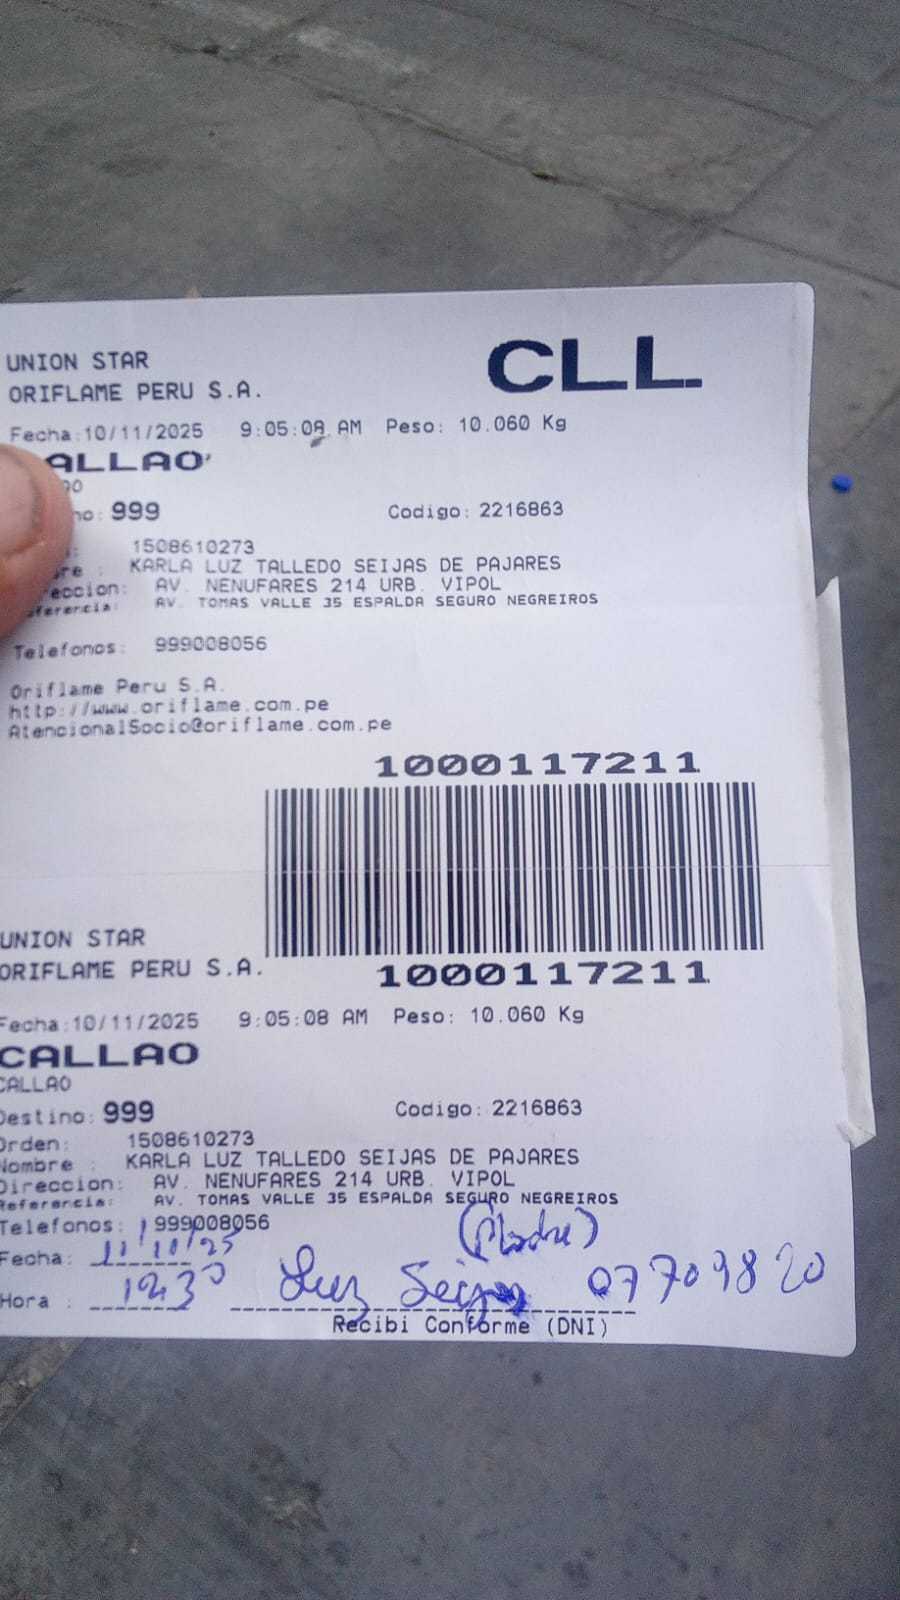 UNION STAR
ORIFLAME PERU S.A.
CLL
Fecha:10/11/2025 9:05:08 AM Peso: 10.060 Kg
ALLAO
AO
no: 999 Codigo: 2216863
: 1508610273
re : KARLA LUZ TALLEDO SEIJAS DE PAJARES
reccion: AV. NENUFARES 214 URB. VIPOL
eferencia: AV. TOMAS VALLE 35 ESPALDA SEGURO NEGREIROS
Telefonos: 999008056
Oriflame Peru S.A.
http://www.oriflame.com.pe
AtencionalSocio@oriflame.com.pe
1000117211
UNION STAR
ORIFLAME PERU S.A.
1000117211
Fecha:10/11/2025 9:05:08 AM Peso: 10.060 Kg
CALLAO
CALLAO
Destino: 999 Codigo: 2216863
Orden: 1508610273
Nombre : KARLA LUZ TALLEDO SEIJAS DE PAJARES
Direccion: AV. NENUFARES 214 URB. VIPOL
Referencia: AV. TOMAS VALLE 35 ESPALDA SEGURO NEGREIROS
Telefonos: 999008056 (Madre)
Fecha: 11/10/25
Hora : 12:30 Luz Seijas 07709820
Recibi Conforme (DNI)